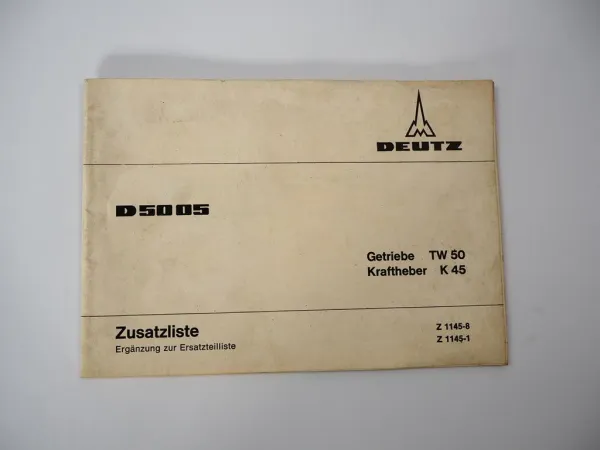 DEUTZ
D 50 05
Getriebe TW 50
Kraftheber K 45
Zusatzliste
Ergänzung zur Ersatzteilliste
Z 1145-8
Z 1145-1